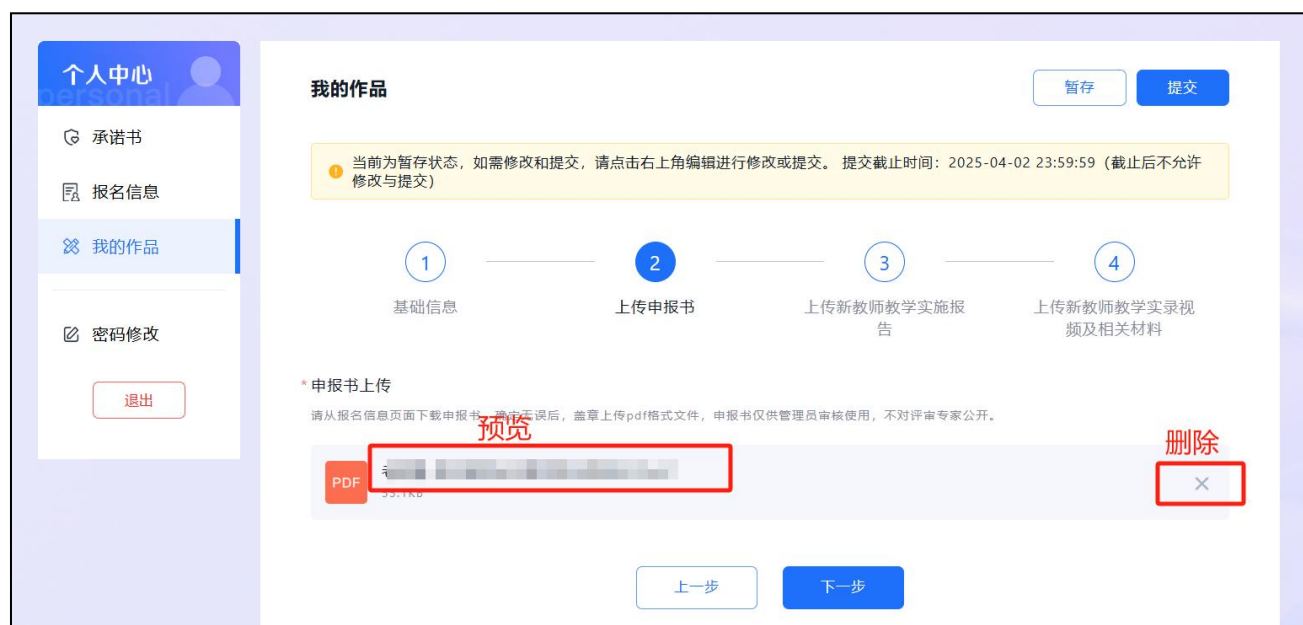 个人中心
personal
承诺书
报名信息
我的作品
密码修改
退出
我的作品
暂存
提交
当前为暂存状态，如需修改和提交，请点击右上角编辑进行修改或提交。 提交截止时间：2025-04-02 23:59:59（截止后不允许
修改与提交）
1
2
3
4
基础信息
上传申报书
上传新教师教学实施报
告
上传新教师教学实录视
频及相关材料
* 申报书上传
请从报名信息页面下载申报书，确定无误后，盖章上传pdf格式文件，申报书仅供管理员审核使用，不对评审专家公开。
预览
删除
PDF
上一步
下一步